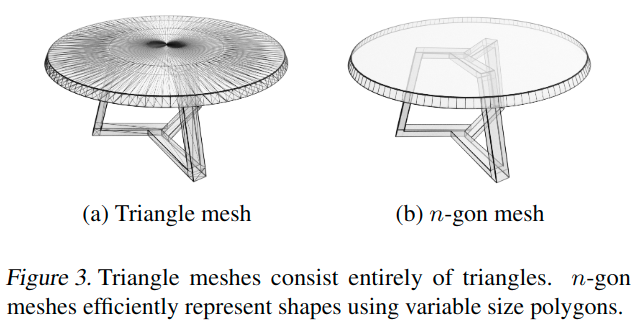 (a) Triangle mesh
(b) n-gon mesh
Figure 3. Triangle meshes consist entirely of triangles. n-gon
meshes efficiently represent shapes using variable size polygons.